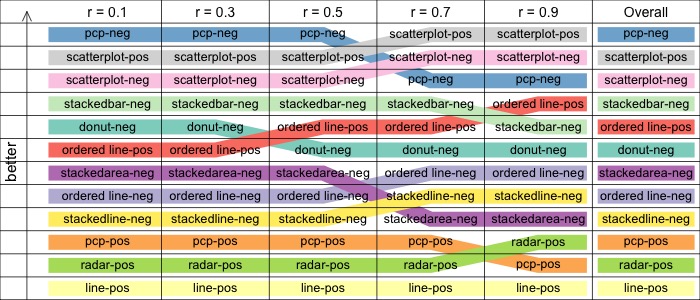 r = 0.1 r = 0.3 r = 0.5 r = 0.7 r = 0.9 Overall
pcp-neg pcp-neg pcp-neg scatterplot-pos scatterplot-pos pcp-neg
scatterplot-pos scatterplot-pos scatterplot-pos scatterplot-neg scatterplot-neg scatterplot-pos
scatterplot-neg scatterplot-neg scatterplot-neg pcp-neg pcp-neg scatterplot-neg
stackedbar-neg stackedbar-neg stackedbar-neg stackedbar-neg ordered line-pos stackedbar-neg
donut-neg donut-neg ordered line-pos ordered line-pos stackedbar-neg ordered line-pos
ordered line-pos ordered line-pos donut-neg donut-neg donut-neg donut-neg
stackedarea-neg stackedarea-neg stackedarea-neg ordered line-neg ordered line-neg stackedarea-neg
ordered line-neg ordered line-neg ordered line-neg stackedline-neg stackedline-neg ordered line-neg
stackedline-neg stackedline-neg stackedline-neg stackedarea-neg stackedarea-neg stackedline-neg
pcp-pos pcp-pos pcp-pos pcp-pos radar-pos pcp-pos
radar-pos radar-pos radar-pos radar-pos pcp-pos radar-pos
line-pos line-pos line-pos line-pos line-pos line-pos
better